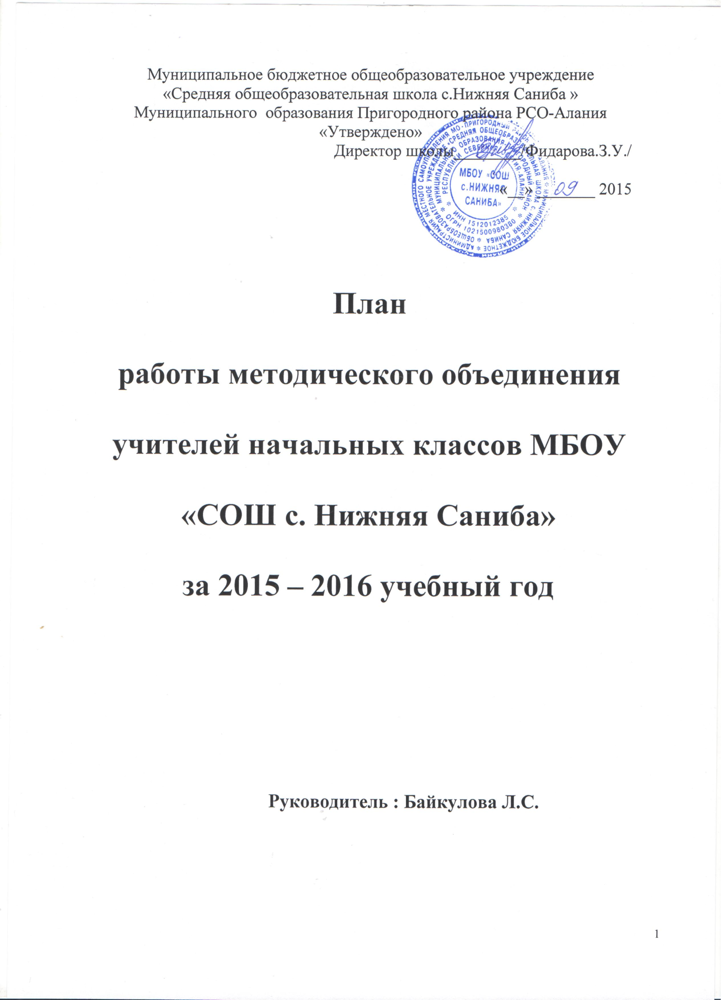 Муниципальное бюджетное общеобразовательное учреждение
«Средняя общеобразовательная школа с.Нижняя Саниба »
Муниципального  образования Пригородного района РСО-Алания
«Утверждено»
Директор школы________/Фидарова.З.У./
«__» 09 2015
МБОУ «СОШ
с.НИЖНЯЯ
САНИБА»
ИНН 1512012385
ОГРН 1021500980380
План
работы методического объединения
учителей начальных классов МБОУ
«СОШ с. Нижняя Саниба»
за 2015 – 2016 учебный год
Руководитель : Байкулова Л.С.
1